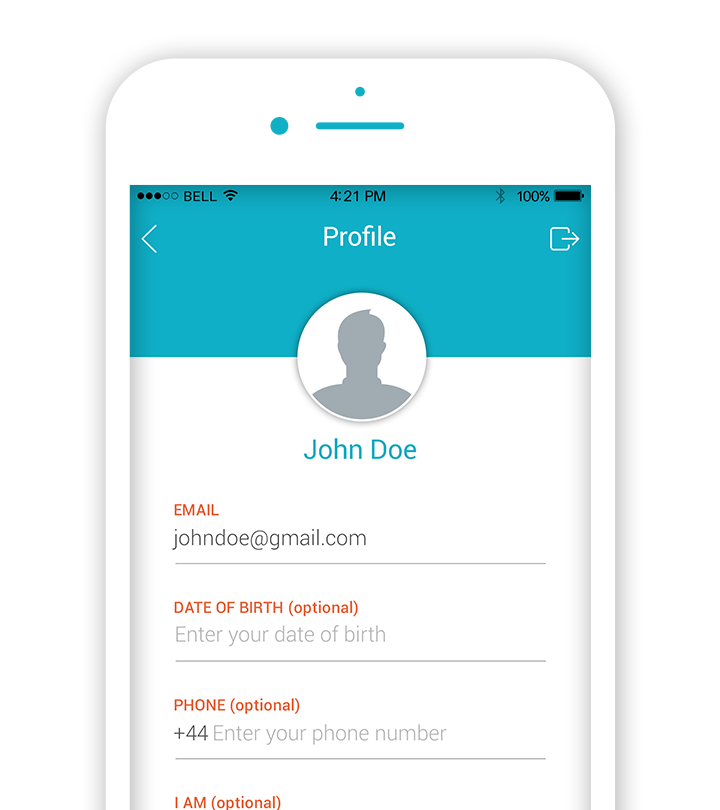 BELL 4:21 PM 100%
Profile
John Doe
EMAIL
johndoe@gmail.com
DATE OF BIRTH (optional)
Enter your date of birth
PHONE (optional)
+44 Enter your phone number
I AM (optional)